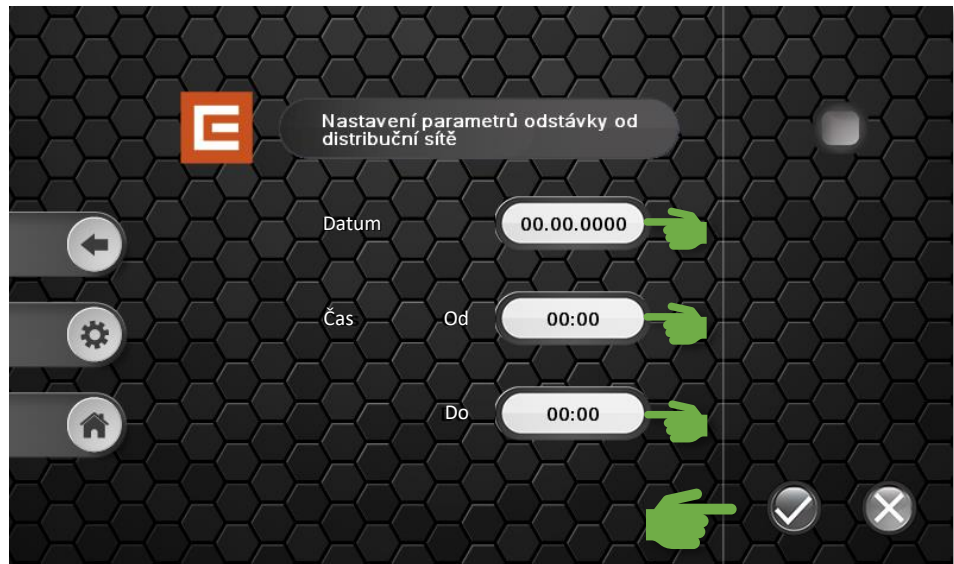 Nastavení parametrů odstávky od
distribuční sítě
Datum 00.00.0000
Čas Od 00:00
Do 00:00